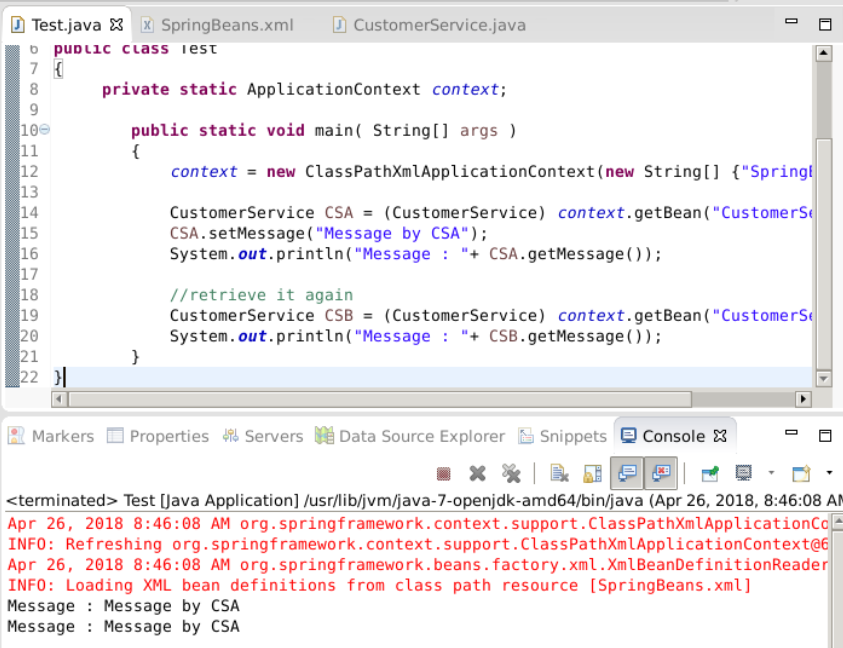 Test.java SpringBeans.xml CustomerService.java
6 public class Test
7 {
8 private static ApplicationContext context;
9
10 public static void main( String[] args )
11 {
12 context = new ClassPathXmlApplicationContext(new String[] {"SpringB
13
14 CustomerService CSA = (CustomerService) context.getBean("CustomerSe
15 CSA.setMessage("Message by CSA");
16 System.out.println("Message : "+ CSA.getMessage());
17
18 //retrieve it again
19 CustomerService CSB = (CustomerService) context.getBean("CustomerSe
20 System.out.println("Message : "+ CSB.getMessage());
21 }
22 }
Markers Properties Servers Data Source Explorer Snippets Console
<terminated> Test [Java Application] /usr/lib/jvm/java-7-openjdk-amd64/bin/java (Apr 26, 2018, 8:46:08 AM
Apr 26, 2018 8:46:08 AM org.springframework.context.support.ClassPathXmlApplicationCo
INFO: Refreshing org.springframework.context.support.ClassPathXmlApplicationContext@6
Apr 26, 2018 8:46:08 AM org.springframework.beans.factory.xml.XmlBeanDefinitionReader
INFO: Loading XML bean definitions from class path resource [SpringBeans.xml]
Message : Message by CSA
Message : Message by CSA